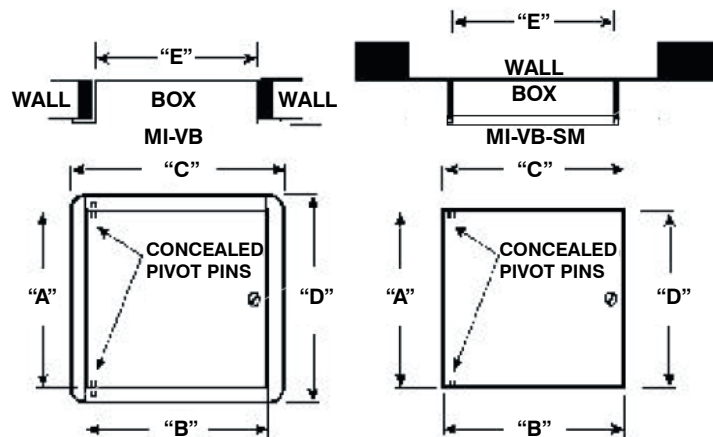 “E”
WALL
BOX
WALL
MI-VB
“C”
“A”
CONCEALED
PIVOT PINS
“D”
“B”
“E”
WALL
BOX
MI-VB-SM
“C”
“A”
CONCEALED
PIVOT PINS
“D”
“B”